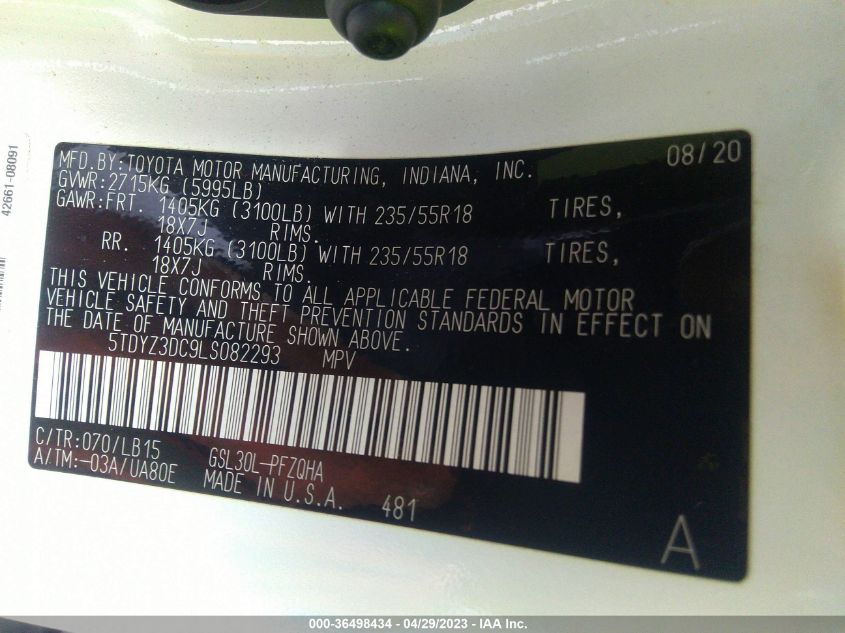 42661-08091
MFD.BY:TOYOTA MOTOR MANUFACTURING, INDIANA, INC. 08/20
GVWR:2715KG (5995LB)
GAWR:FRT. 1405KG (3100LB) WITH 235/55R18 TIRES,
18X7J RIMS.
RR. 1405KG (3100LB) WITH 235/55R18 TIRES,
18X7J RIMS.
THIS VEHICLE CONFORMS TO ALL APPLICABLE FEDERAL MOTOR
VEHICLE SAFETY AND THEFT PREVENTION STANDARDS IN EFFECT ON
THE DATE OF MANUFACTURE SHOWN ABOVE.
5TDYZ3DC9LS082293 MPV
C/TR:070/LB15 GSL30L-PFZQHA
A/TM:-03A/UA80E MADE IN U.S.A. 481
A
000-36498434 - 04/29/2023 - IAA Inc.